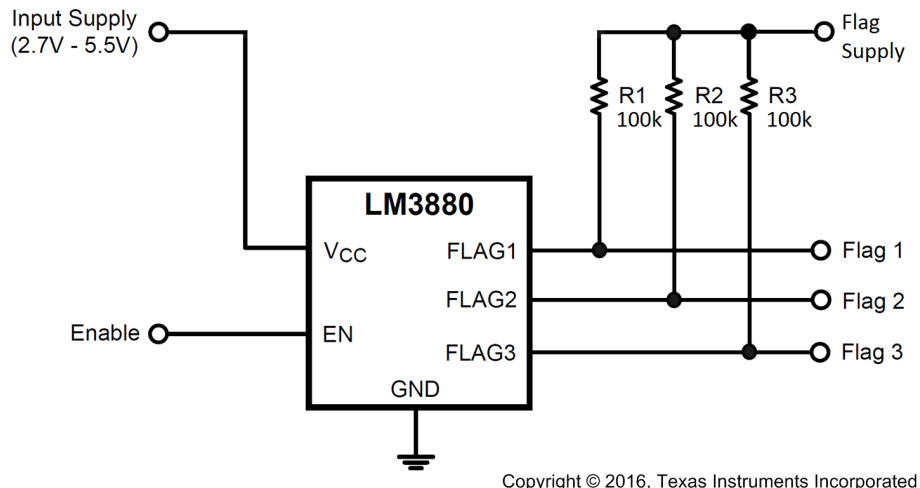 Input Supply
(2.7V - 5.5V)
Flag
Supply
R1
100k
R2
100k
R3
100k
LM3880
VCC
FLAG1
Flag 1
FLAG2
Flag 2
Enable
EN
FLAG3
Flag 3
GND
Copyright © 2016, Texas Instruments Incorporated